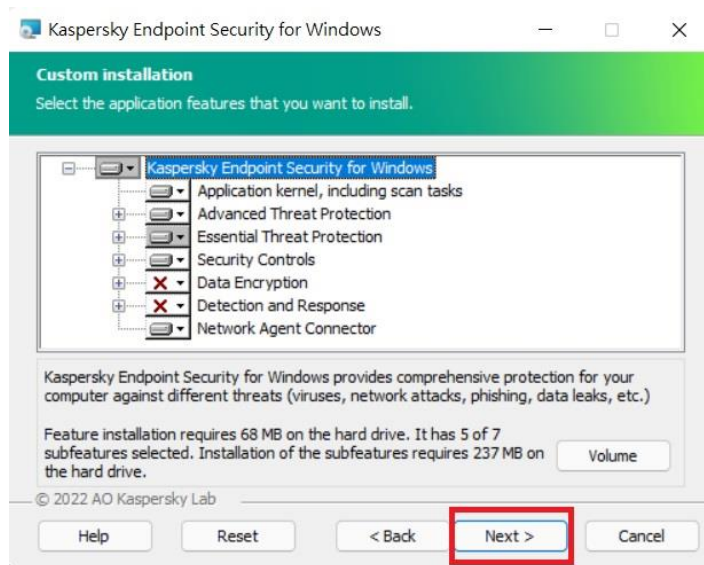 Kaspersky Endpoint Security for Windows
Custom installation
Select the application features that you want to install.
Kaspersky Endpoint Security for Windows
Application kernel, including scan tasks
Advanced Threat Protection
Essential Threat Protection
Security Controls
Data Encryption
Detection and Response
Network Agent Connector
Kaspersky Endpoint Security for Windows provides comprehensive protection for your
computer against different threats (viruses, network attacks, phishing, data leaks, etc.)
Feature installation requires 68 MB on the hard drive. It has 5 of 7
subfeatures selected. Installation of the subfeatures requires 237 MB on
the hard drive.
Volume
© 2022 AO Kaspersky Lab
Help Reset < Back Next > Cancel